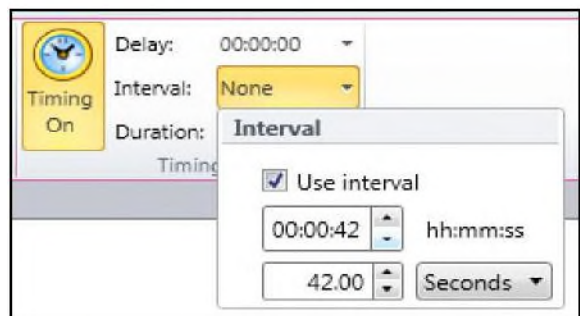 Delay: 00:00:00
Interval: None
Timing
On
Duration:
Timing
Interval
Use interval
00:00:42 hh:mm:ss
42.00 Seconds